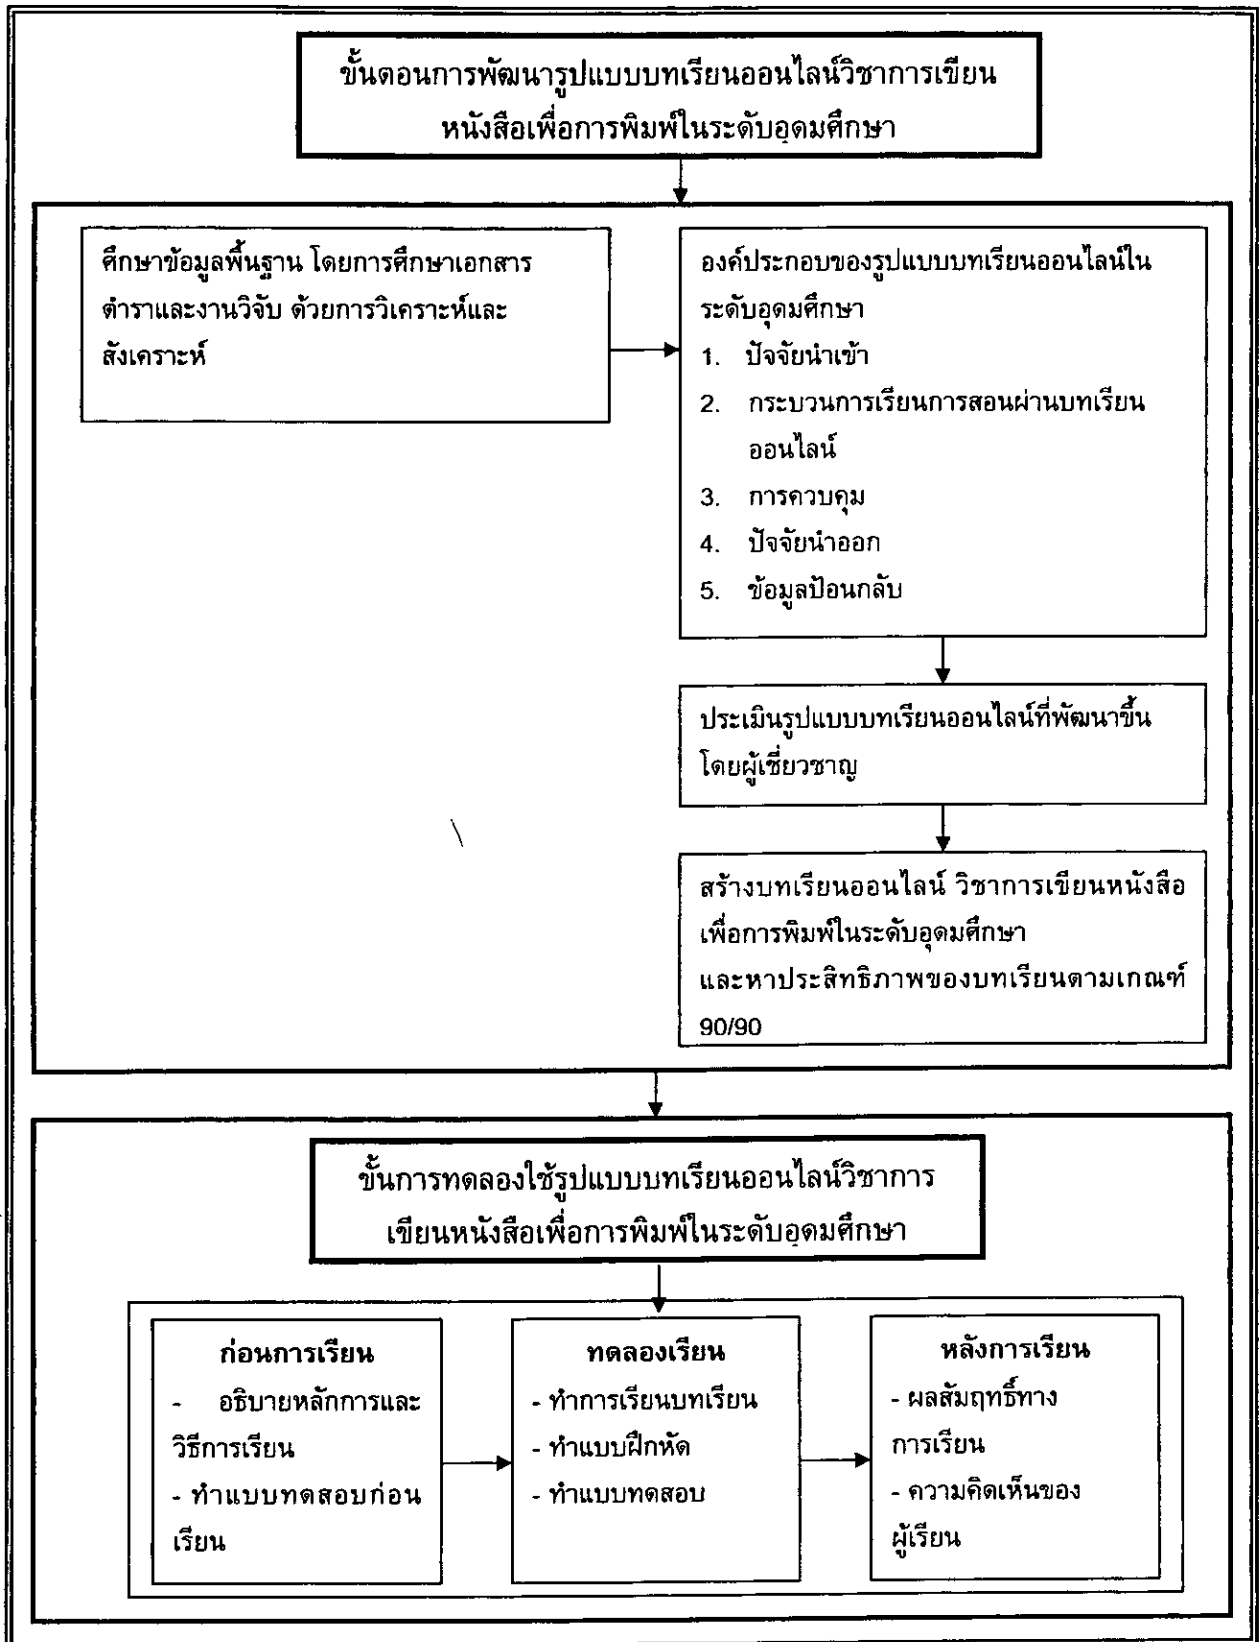 ขั้นตอนการพัฒนารูปแบบบทเรียนออนไลน์วิชาการเขียน
หนังสือเพื่อการพิมพ์ในระดับอุดมศึกษา
ศึกษาข้อมูลพื้นฐาน โดยการศึกษาเอกสาร
ตำราและงานวิจับ ด้วยการวิเคราะห์และ
สังเคราะห์
องค์ประกอบของรูปแบบบทเรียนออนไลน์ใน
ระดับอุดมศึกษา
1. ปัจจัยนำเข้า
2. กระบวนการเรียนการสอนผ่านบทเรียน
ออนไลน์
3. การควบคุม
4. ปัจจัยนำออก
5. ข้อมูลป้อนกลับ
ประเมินรูปแบบบทเรียนออนไลน์ที่พัฒนาขึ้น
โดยผู้เชี่ยวชาญ
สร้างบทเรียนออนไลน์ วิชาการเขียนหนังสือ
เพื่อการพิมพ์ในระดับอุดมศึกษา
และหาประสิทธิภาพของบทเรียนตามเกณฑ์
90/90
ขั้นการทดลองใช้รูปแบบบทเรียนออนไลน์วิชาการ
เขียนหนังสือเพื่อการพิมพ์ในระดับอุดมศึกษา
ก่อนการเรียน
- อธิบายหลักการและ
วิธีการเรียน
- ทำแบบทดสอบก่อน
เรียน
ทดลองเรียน
- ทำการเรียนบทเรียน
- ทำแบบฝึกหัด
- ทำแบบทดสอบ
หลังการเรียน
- ผลสัมฤทธิ์ทาง
การเรียน
- ความคิดเห็นของ
ผู้เรียน